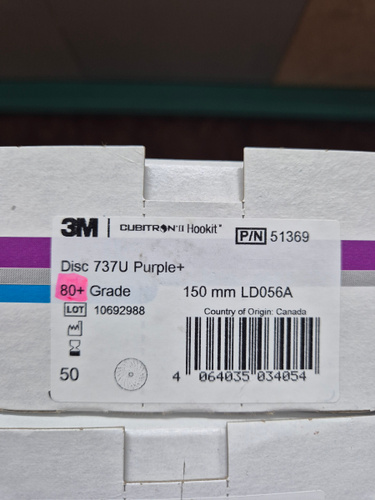 3M CUBITRON II Hookit™
P/N 51369
Disc 737U Purple+
80+ Grade 150 mm LD056A
LOT 10692988
Country of Origin: Canada
50
4 064035 034054